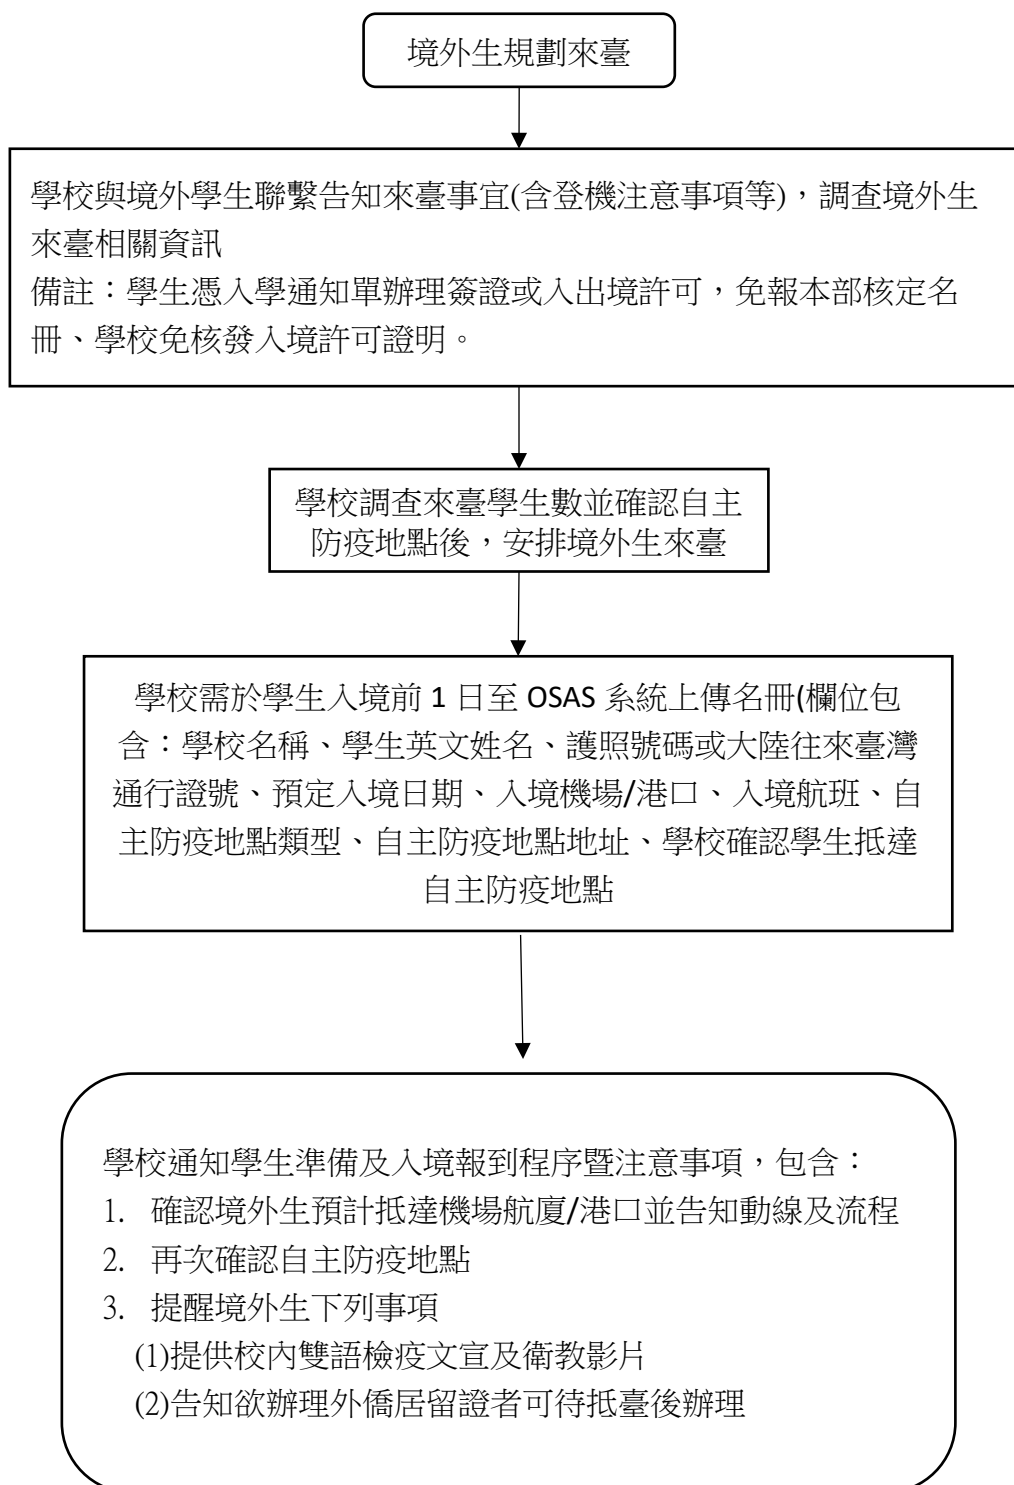 境外生規劃來臺
學校與境外學生聯繫告知來臺事宜(含登機注意事項等)，調查境外生
來臺相關資訊
備註：學生憑入學通知單辦理簽證或入出境許可，免報本部核定名
冊、學校免核發入境許可證明。
學校調查來臺學生數並確認自主
防疫地點後，安排境外生來臺
學校需於學生入境前 1 日至 OSAS 系統上傳名冊(欄位包
含：學校名稱、學生英文姓名、護照號碼或大陸往來臺灣
通行證號、預定入境日期、入境機場/港口、入境航班、自
主防疫地點類型、自主防疫地點地址、學校確認學生抵達
自主防疫地點
學校通知學生準備及入境報到程序暨注意事項，包含：
1. 確認境外生預計抵達機場航廈/港口並告知動線及流程
2. 再次確認自主防疫地點
3. 提醒境外生下列事項
(1)提供校內雙語檢疫文宣及衛教影片
(2)告知欲辦理外僑居留證者可待抵臺後辦理